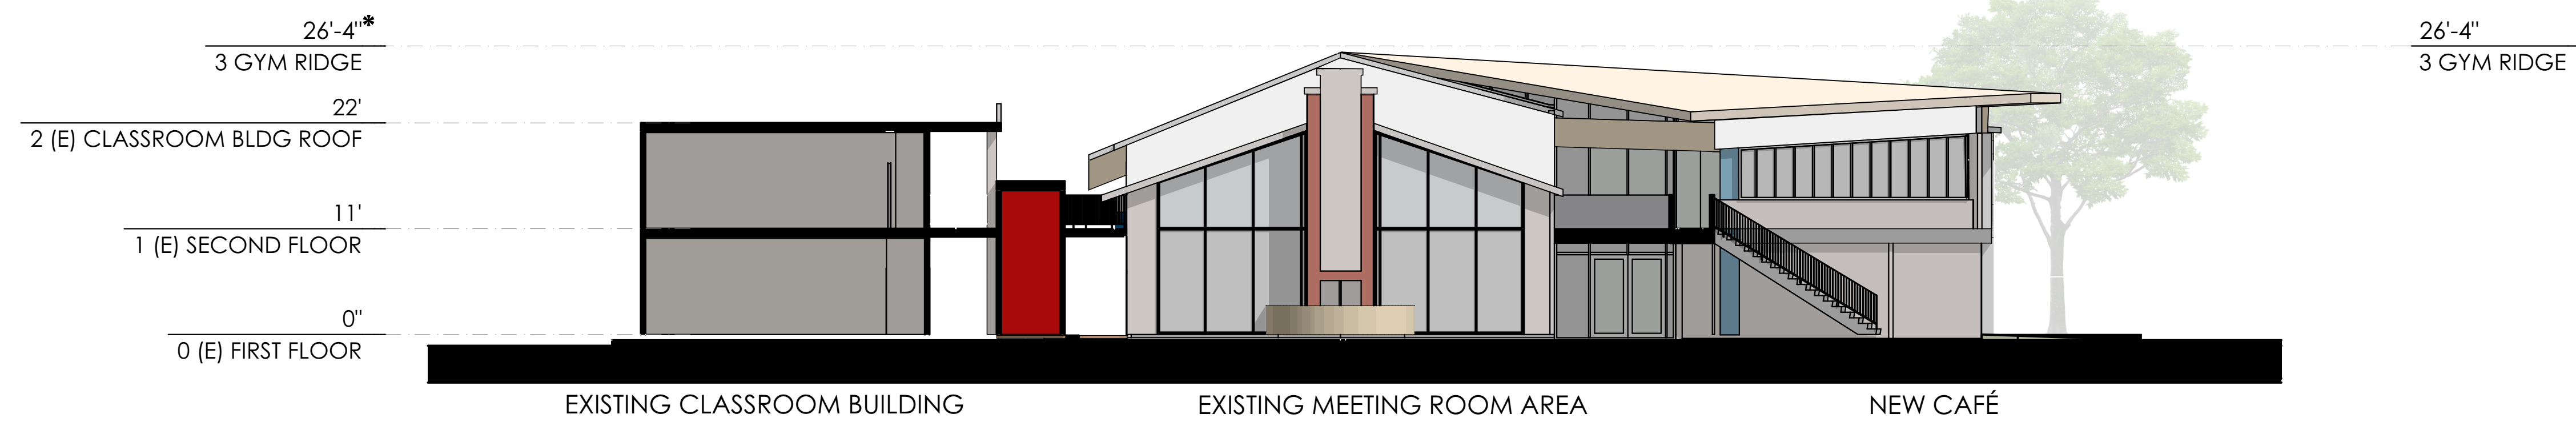 26'-4"*
3 GYM RIDGE
22'
2 (E) CLASSROOM BLDG ROOF
11'
1 (E) SECOND FLOOR
0"
0 (E) FIRST FLOOR
26'-4"
3 GYM RIDGE
EXISTING CLASSROOM BUILDING
EXISTING MEETING ROOM AREA
NEW CAFÉ